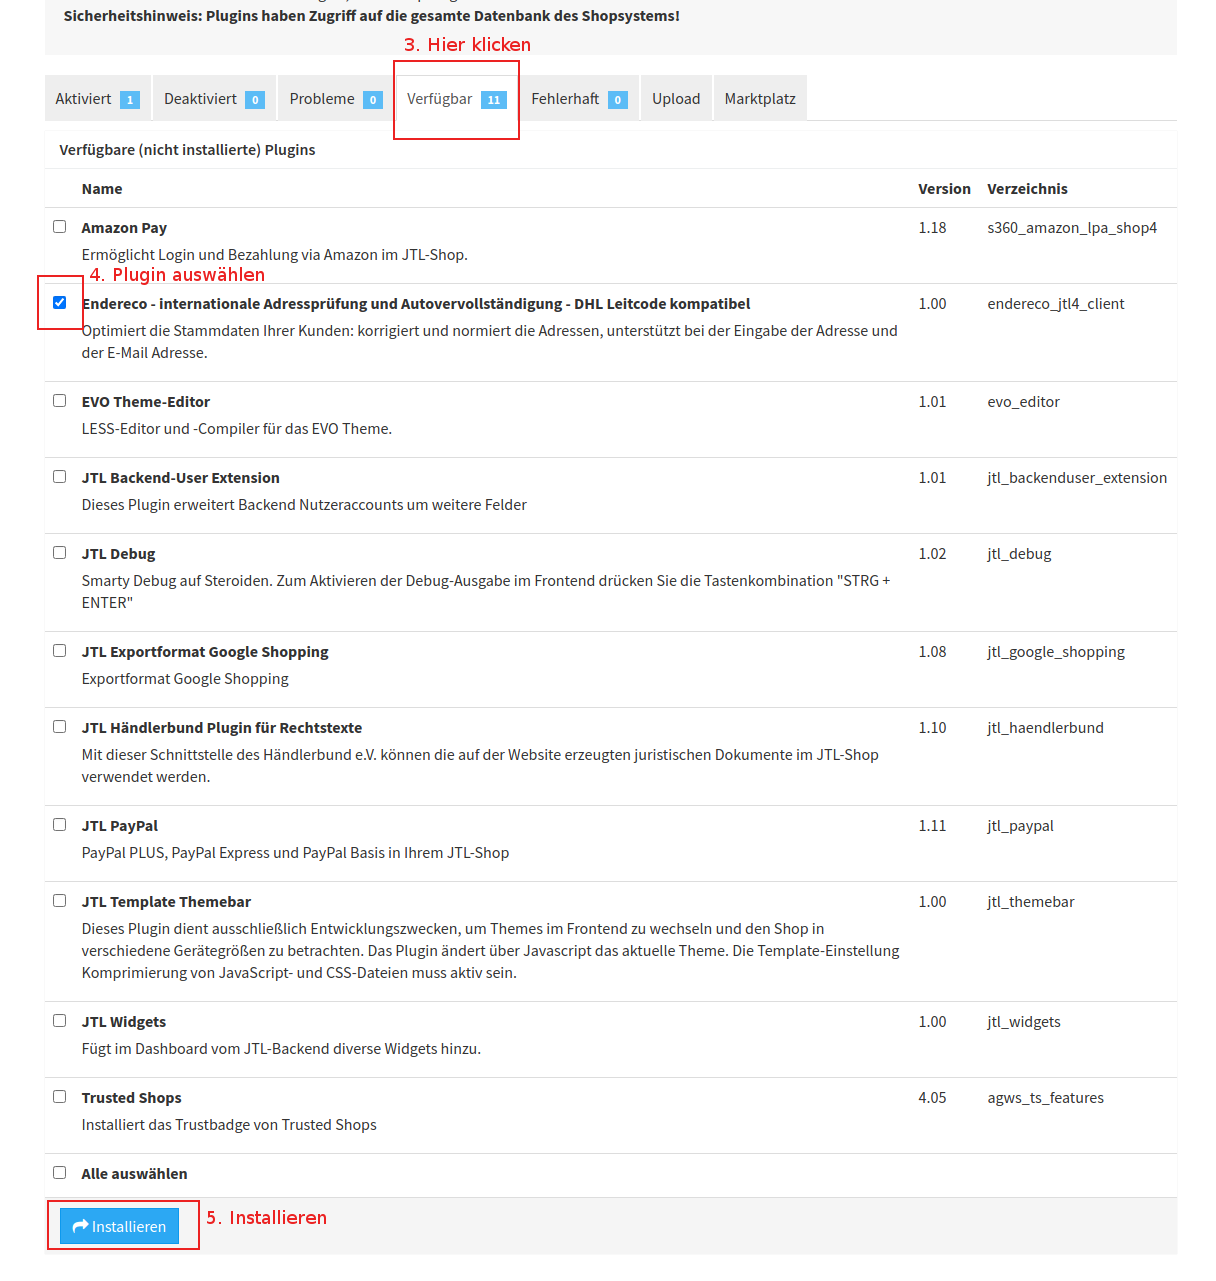 Sicherheitshinweis: Plugins haben Zugriff auf die gesamte Datenbank des Shopsystems!
3. Hier klicken
Aktiviert 1 Deaktiviert 0 Probleme 0 Verfügbar 11 Fehlerhaft 0 Upload Marktplatz
Verfügbare (nicht installierte) Plugins
Name Version Verzeichnis
Amazon Pay 1.18 s360_amazon_lpa_shop4
Ermöglicht Login und Bezahlung via Amazon im JTL-Shop.
4. Plugin auswählen
Endereco - internationale Adressprüfung und Autovervollständigung - DHL Leitcode kompatibel 1.00 endereco_jtl4_client
Optimiert die Stammdaten Ihrer Kunden: korrigiert und normiert die Adressen, unterstützt bei der Eingabe der Adresse und
der E-Mail Adresse.
EVO Theme-Editor 1.01 evo_editor
LESS-Editor und -Compiler für das EVO Theme.
JTL Backend-User Extension 1.01 jtl_backenduser_extension
Dieses Plugin erweitert Backend Nutzeraccounts um weitere Felder
JTL Debug 1.02 jtl_debug
Smarty Debug auf Steroiden. Zum Aktivieren der Debug-Ausgabe im Frontend drücken Sie die Tastenkombination "STRG +
ENTER"
JTL Exportformat Google Shopping 1.08 jtl_google_shopping
Exportformat Google Shopping
JTL Händlerbund Plugin für Rechtstexte 1.10 jtl_haendlerbund
Mit dieser Schnittstelle des Händlerbund e.V. können die auf der Website erzeugten juristischen Dokumente im JTL-Shop
verwendet werden.
JTL PayPal 1.11 jtl_paypal
PayPal PLUS, PayPal Express und PayPal Basis in Ihrem JTL-Shop
JTL Template Themebar 1.00 jtl_themebar
Dieses Plugin dient ausschließlich Entwicklungszwecken, um Themes im Frontend zu wechseln und den Shop in
verschiedene Gerätegrößen zu betrachten. Das Plugin ändert über Javascript das aktuelle Theme. Die Template-Einstellung
Komprimierung von JavaScript- und CSS-Dateien muss aktiv sein.
JTL Widgets 1.00 jtl_widgets
Fügt im Dashboard vom JTL-Backend diverse Widgets hinzu.
Trusted Shops 4.05 agws_ts_features
Installiert das Trustbadge von Trusted Shops
Alle auswählen
Installieren 5. Installieren